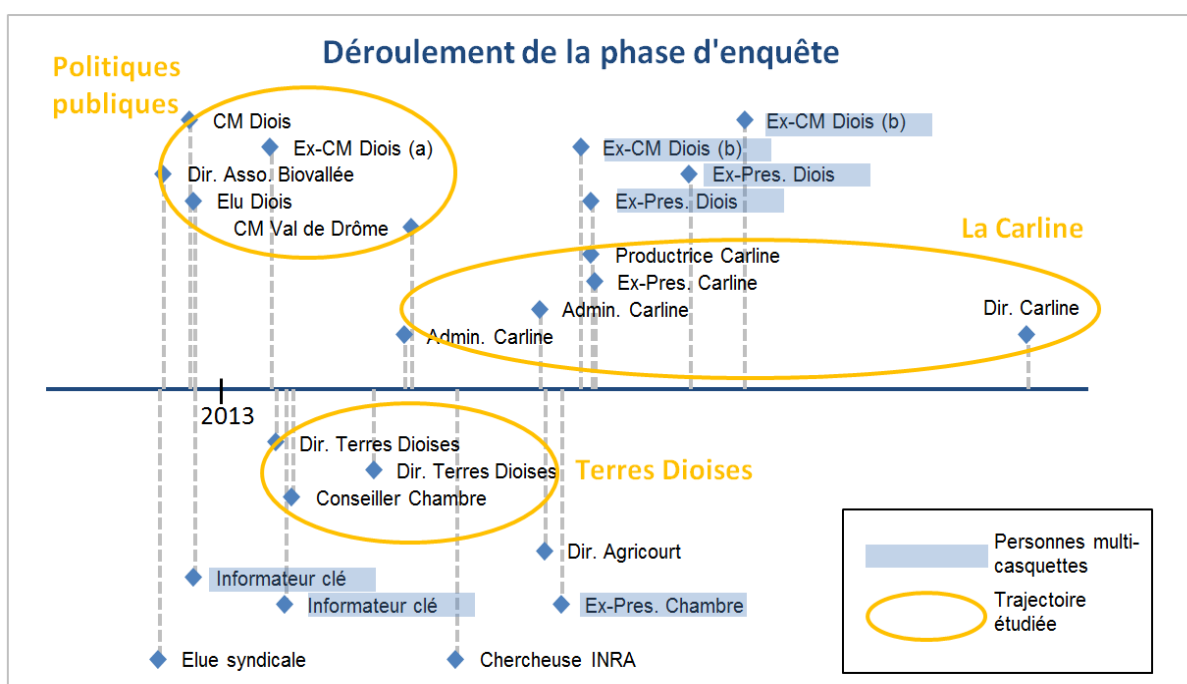 Déroulement de la phase d'enquête
Politiques
publiques
CM Diois
Ex-CM Diois (b)
Ex-CM Diois (a)
Ex-CM Diois (b)
Dir. Asso. Biovallée
Ex-Pres. Diois
Elu Diois
Ex-Pres. Diois
CM Val de Drôme
La Carline
Productrice Carline
Ex-Pres. Carline
Admin. Carline
Dir. Carline
Admin. Carline
2013
Dir. Terres Dioises
Dir. Terres Dioises
Terres Dioises
Conseiller Chambre
Dir. Agricourt
Informateur clé
Informateur clé
Ex-Pres. Chambre
Elue syndicale
Chercheuse INRA
Personnes multi-
casquettes
Trajectoire
étudiée